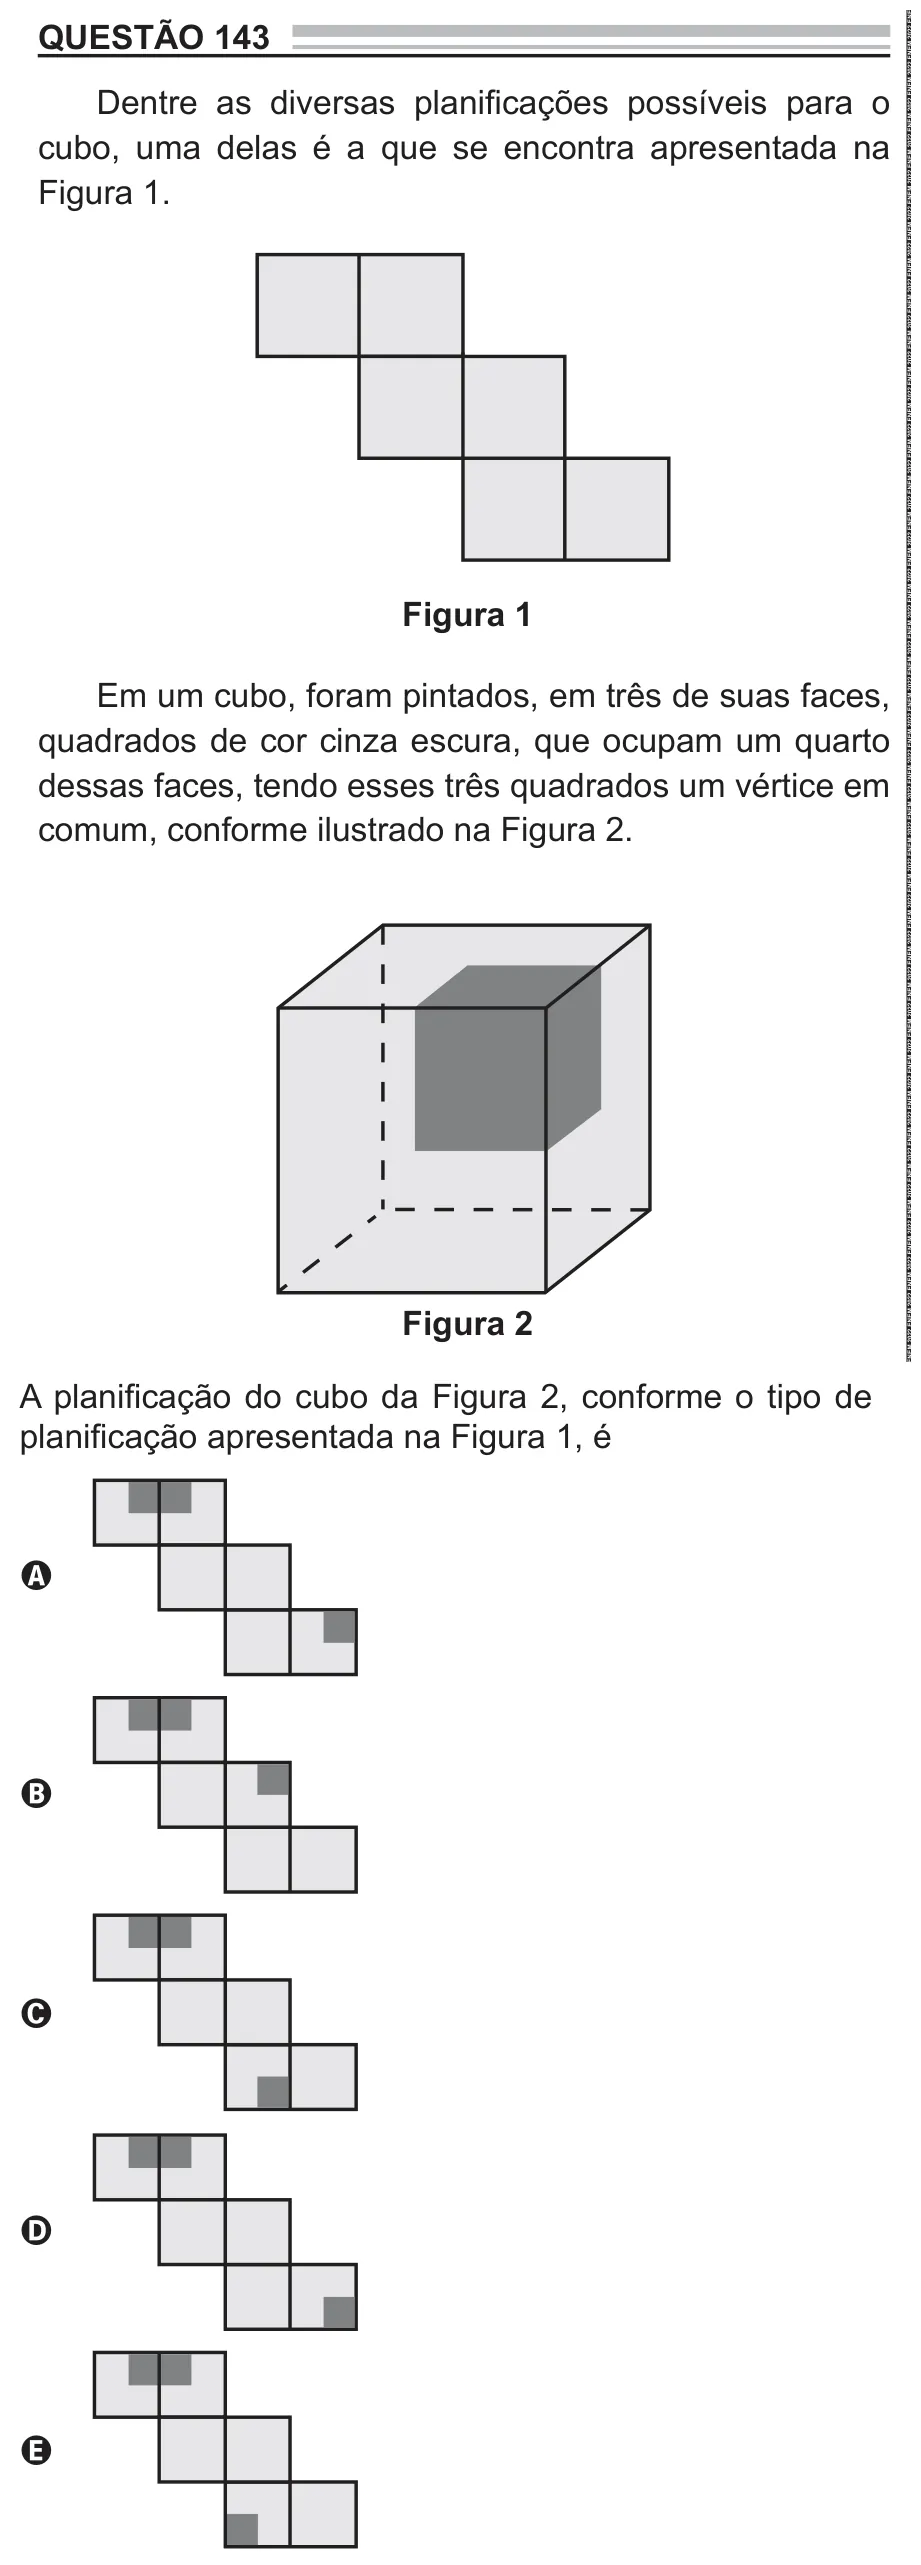 QUESTÃO 143
Dentre as diversas planificações possíveis para o
cubo, uma delas é a que se encontra apresentada na
Figura 1.
Figura 1
Em um cubo, foram pintados, em três de suas faces,
quadrados de cor cinza escura, que ocupam um quarto
dessas faces, tendo esses três quadrados um vértice em
comum, conforme ilustrado na Figura 2.
Figura 2
A planificação do cubo da Figura 2, conforme o tipo de
planificação apresentada na Figura 1, é
A
B
C
D
E